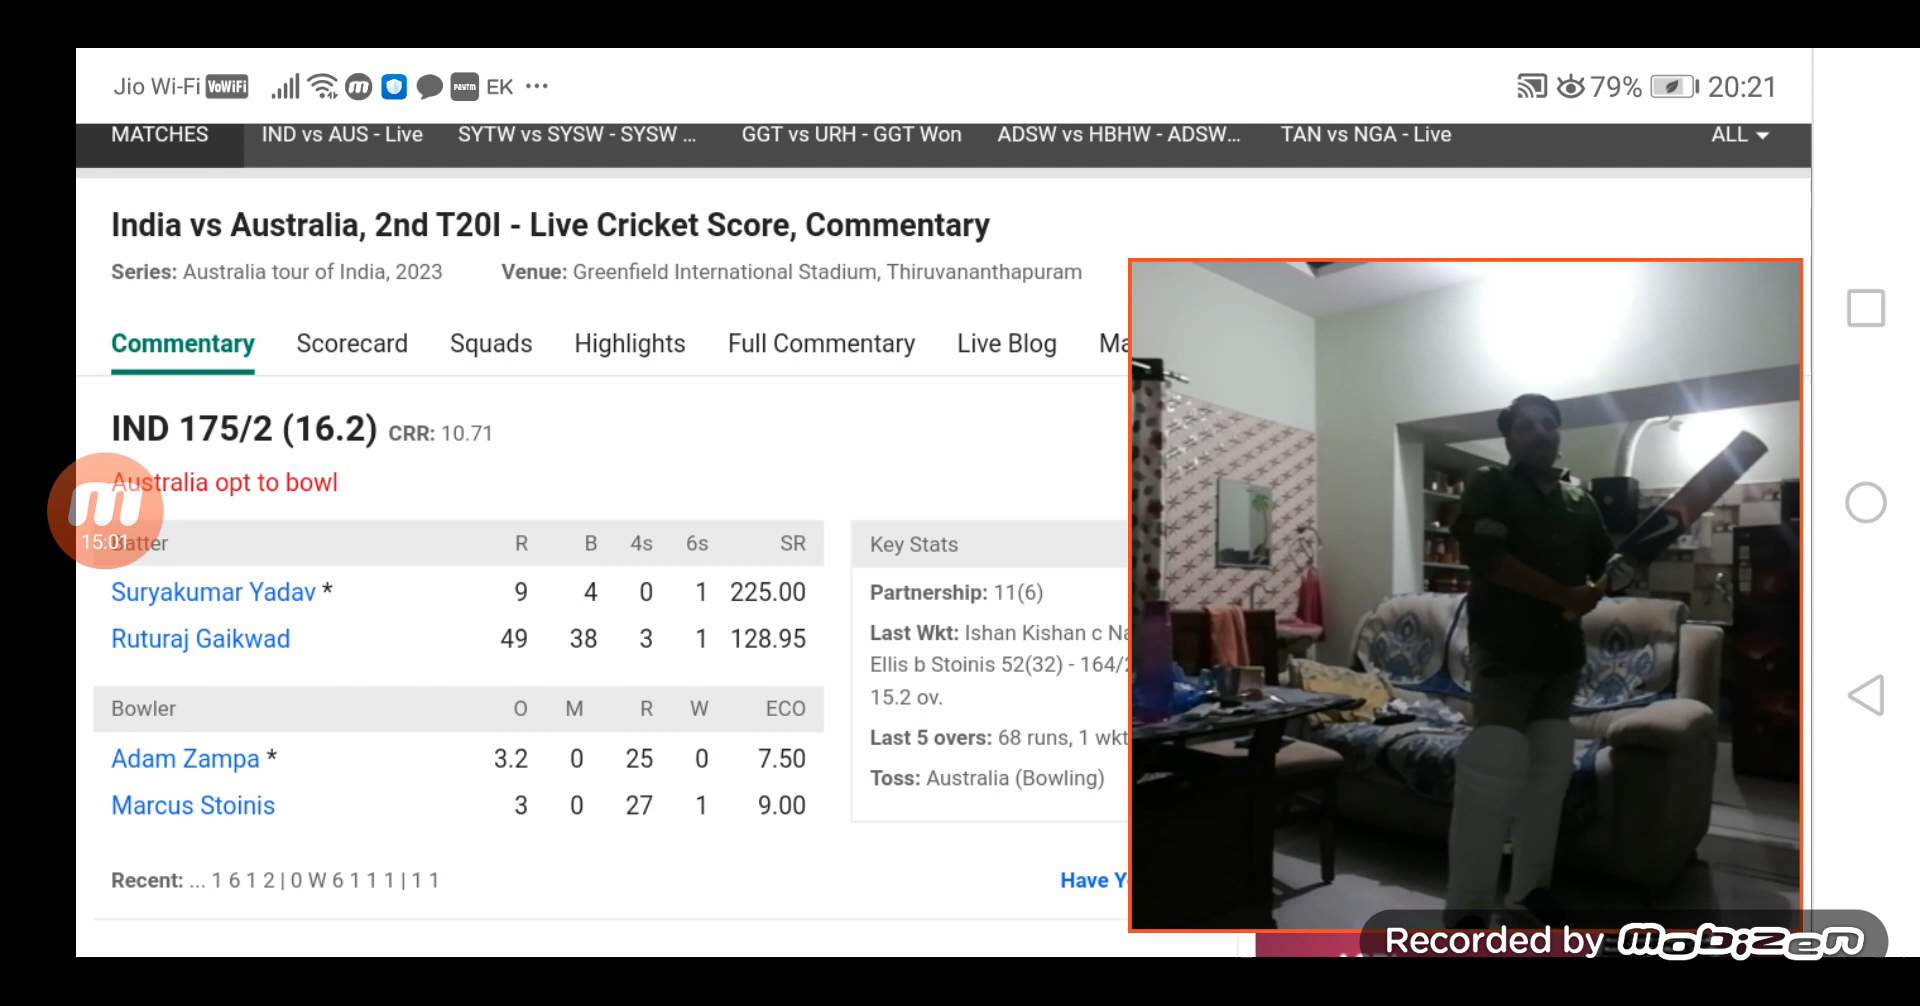 Jio Wi-Fi VoWiFi m paytm EK ... 79% 20:21
MATCHES IND vs AUS - Live SYTW vs SYSW - SYSW ... GGT vs URH - GGT Won ADSW vs HBHW - ADSW... TAN vs NGA - Live ALL
India vs Australia, 2nd T20I - Live Cricket Score, Commentary
Series: Australia tour of India, 2023 Venue: Greenfield International Stadium, Thiruvananthapuram
Commentary Scorecard Squads Highlights Full Commentary Live Blog Ma
IND 175/2 (16.2) CRR: 10.71
Australia opt to bowl
m
15:01
Batter R B 4s 6s SR
Suryakumar Yadav * 9 4 0 1 225.00
Ruturaj Gaikwad 49 38 3 1 128.95
Bowler O M R W ECO
Adam Zampa * 3.2 0 25 0 7.50
Marcus Stoinis 3 0 27 1 9.00
Recent: ... 1 6 1 2 | 0 W 6 1 1 1 | 1 1
Key Stats
Partnership: 11(6)
Last Wkt: Ishan Kishan c Na
Ellis b Stoinis 52(32) - 164/2
15.2 ov.
Last 5 overs: 68 runs, 1 wkt
Toss: Australia (Bowling)
Have Y
Recorded by mobizen